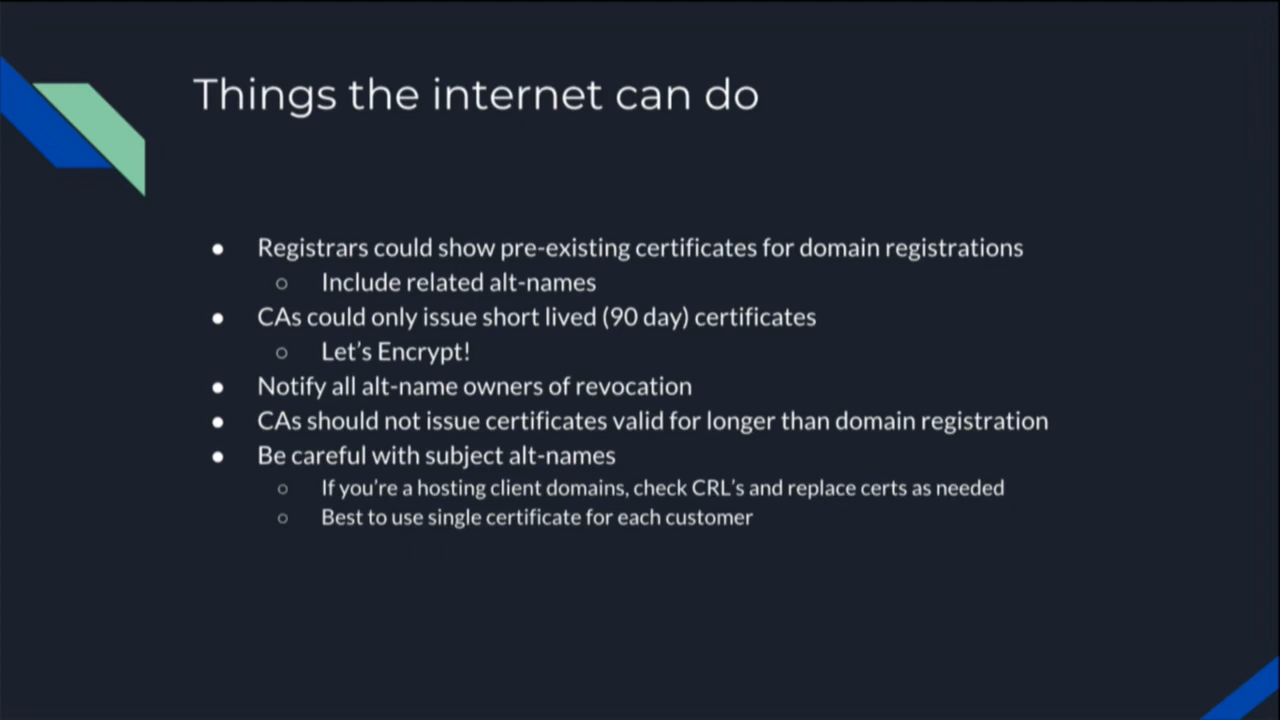 Things the internet can do
● Registrars could show pre-existing certificates for domain registrations
○ Include related alt-names
● CAs could only issue short lived (90 day) certificates
○ Let's Encrypt!
● Notify all alt-name owners of revocation
● CAs should not issue certificates valid for longer than domain registration
● Be careful with subject alt-names
○ If you're a hosting client domains, check CRL's and replace certs as needed
○ Best to use single certificate for each customer